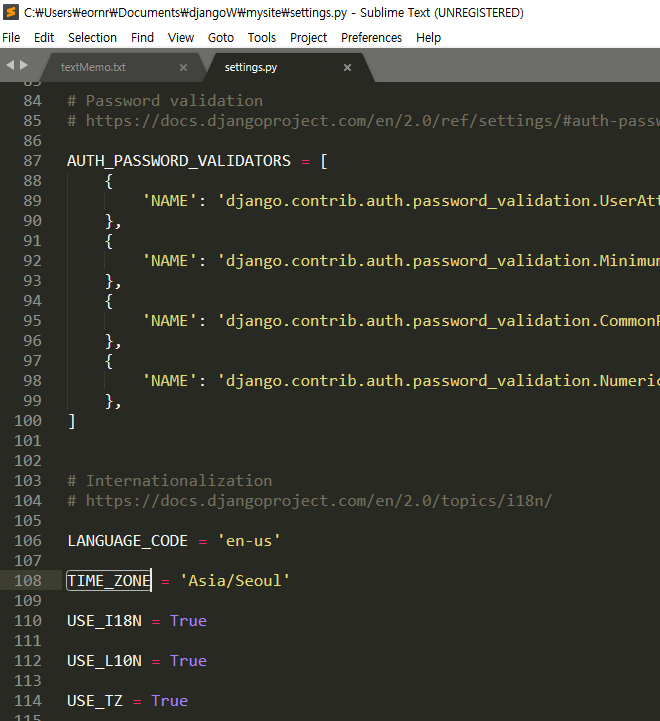 C:₩Users₩eornr₩Documents₩djangoW₩mysite₩settings.py - Sublime Text (UNREGISTERED)
File Edit Selection Find View Goto Tools Project Preferences Help
textMemo.txt × settings.py ×
83
84 # Password validation
85 # https://docs.djangoproject.com/en/2.0/ref/settings/#auth-passw
86
87 AUTH_PASSWORD_VALIDATORS = [
88 {
89 'NAME': 'django.contrib.auth.password_validation.UserAtt
90 },
91 {
92 'NAME': 'django.contrib.auth.password_validation.Minimum
93 },
94 {
95 'NAME': 'django.contrib.auth.password_validation.CommonP
96 },
97 {
98 'NAME': 'django.contrib.auth.password_validation.Numeric
99 },
100 ]
101
102
103 # Internationalization
104 # https://docs.djangoproject.com/en/2.0/topics/i18n/
105
106 LANGUAGE_CODE = 'en-us'
107
108 TIME_ZONE = 'Asia/Seoul'
109
110 USE_I18N = True
111
112 USE_L10N = True
113
114 USE_TZ = True
115